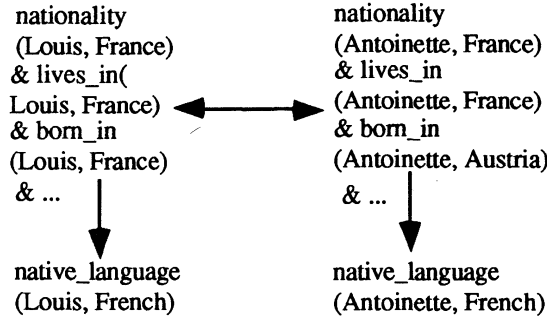 nationality
(Louis, France)
& lives_in(
Louis, France)
& born_in
(Louis, France)
& ...
native_language
(Louis, French)
nationality
(Antoinette, France)
& lives_in
(Antoinette, France)
& born_in
(Antoinette, Austria)
& ...
native_language
(Antoinette, French)